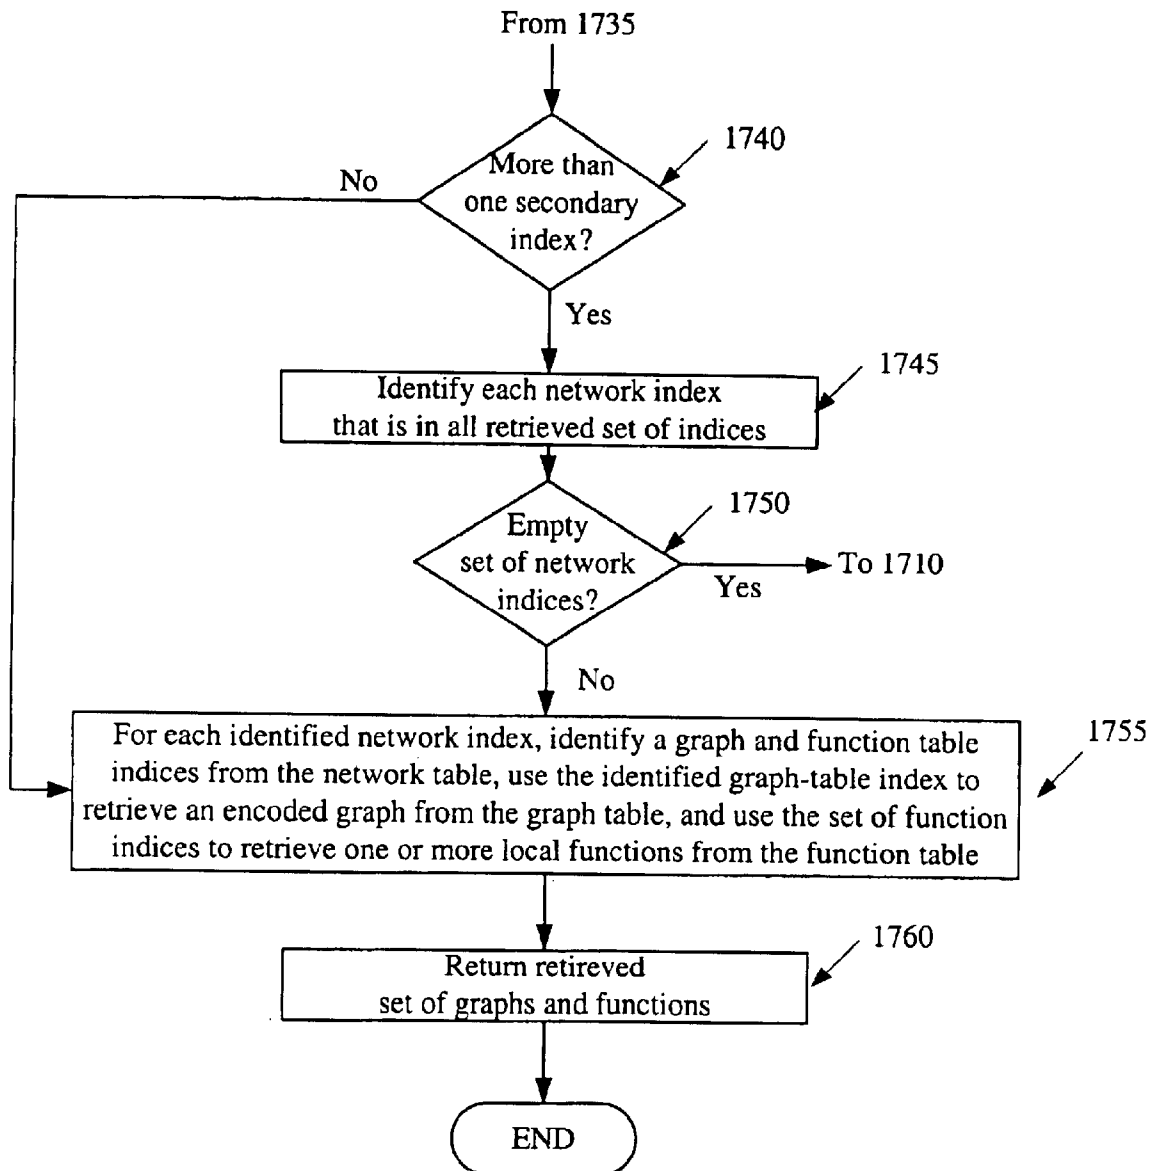 From 1735
1740
More than
one secondary
index?
No
Yes
1745
Identify each network index
that is in all retrieved set of indices
1750
Empty
set of network
indices?
Yes
To 1710
No
1755
For each identified network index, identify a graph and function table
indices from the network table, use the identified graph-table index to
retrieve an encoded graph from the graph table, and use the set of function
indices to retrieve one or more local functions from the function table
1760
Return retireved
set of graphs and functions
END